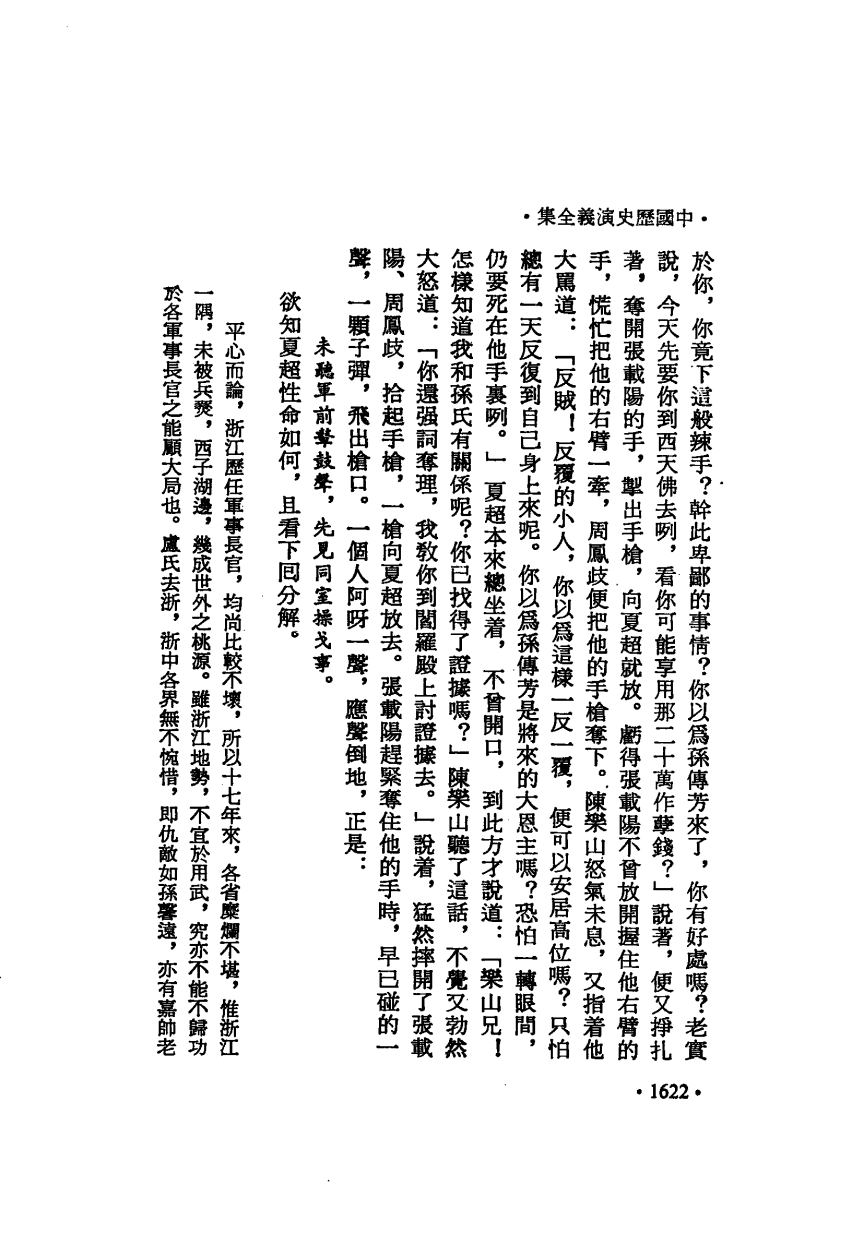 •集全義演史歷國中•
於你，你竟下這般辣手？幹此卑鄙的事情？你以爲孫傳芳來了，你有好處嗎？老實
說，今天先要你到西天佛去咧，看你可能享用那二十萬作孽錢？」說著，便又掙扎
著，奪開張載陽的手，掣出手槍，向夏超就放。虧得張載陽不曾放開握住他右臂的
手，慌忙把他的右臂一牽，周鳳歧便把他的手槍奪下。陳樂山怒氣未息，又指着他
大罵道：「反賊！反覆的小人，你以爲這樣一反一覆，便可以安居高位嗎？只怕
總有一天反復到自己身上來呢。你以爲孫傳芳是將來的大恩主嗎？恐怕一轉眼間，
仍要死在他手裏咧。」夏超本來總坐着，不曾開口，到此方才說道：「樂山兄！
怎樣知道我和孫氏有關係呢？你已找得了證據嗎？」陳樂山聽了這話，不覺又勃然
大怒道：「你還强詞奪理，我敎你到閻羅殿上討證據去。」說着，猛然摔開了張載
陽、周鳳歧，拾起手槍，一槍向夏超放去。張載陽趕緊奪住他的手時，早已碰的一
聲，一顆子彈，飛出槍口。一個人阿呀一聲，應聲倒地，正是：
未聽軍前鼙鼓聲，先見同室操戈事。
欲知夏超性命如何，且看下囘分解。
平心而論，浙江歷任軍事長官，均尚比較不壞，所以十七年來，各省糜爛不堪，惟浙江
一隅，未被兵燹，西子湖邊，幾成世外之桃源。雖浙江地勢，不宜於用武，究亦不能不歸功
於各軍事長官之能顧大局也。盧氏去浙，浙中各界無不惋惜，即仇敵如孫馨遠，亦有嘉帥老
•1622•